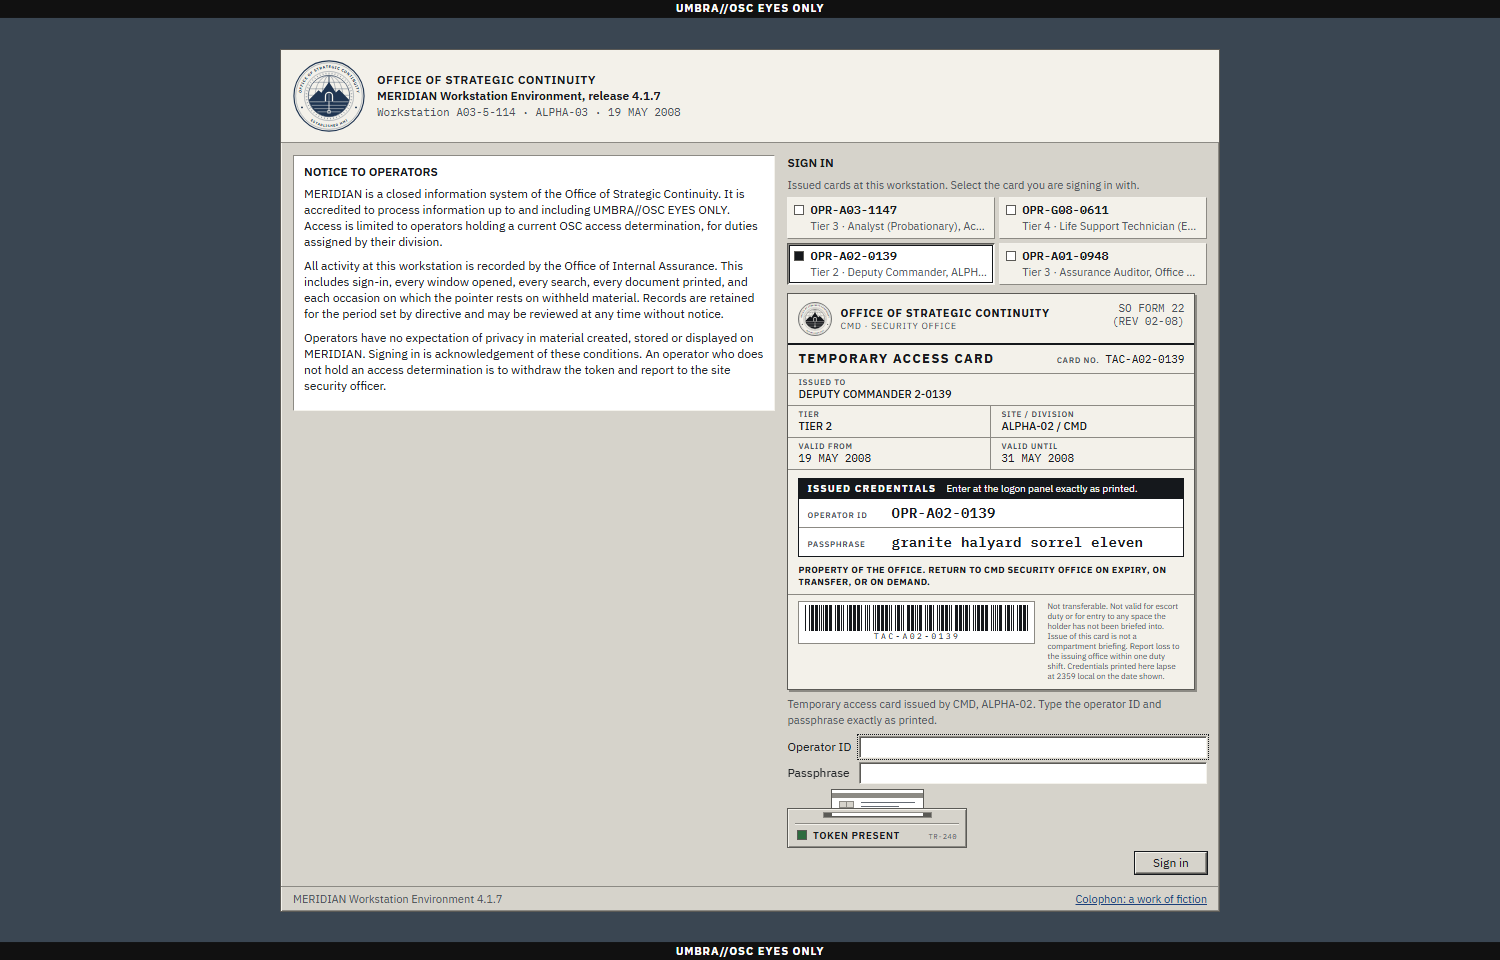 UMBRA//OSC EYES ONLY
OFFICE OF STRATEGIC CONTINUITY
OFFICE OF STRATEGIC CONTINUITY
MERIDIAN Workstation Environment, release 4.1.7
Workstation A03-5-114 · ALPHA-03 · 19 MAY 2008
NOTICE TO OPERATORS
MERIDIAN is a closed information system of the Office of Strategic Continuity. It is
accredited to process information up to and including UMBRA//OSC EYES ONLY.
Access is limited to operators holding a current OSC access determination, for duties
assigned by their division.
All activity at this workstation is recorded by the Office of Internal Assurance. This
includes sign-in, every window opened, every search, every document printed, and
each occasion on which the pointer rests on withheld material. Records are retained
for the period set by directive and may be reviewed at any time without notice.
Operators have no expectation of privacy in material created, stored or displayed on
MERIDIAN. Signing in is acknowledgement of these conditions. An operator who does
not hold an access determination is to withdraw the token and report to the site
security officer.
SIGN IN
Issued cards at this workstation. Select the card you are signing in with.
OPR-A03-1147
Tier 3 · Analyst (Probationary), Ac...
OPR-G08-0611
Tier 4 · Life Support Technician (E...
OPR-A02-0139
Tier 2 · Deputy Commander, ALPH...
OPR-A01-0948
Tier 3 · Assurance Auditor, Office ...
OFFICE OF STRATEGIC CONTINUITY
CMD · SECURITY OFFICE
SO FORM 22
(REV 02-08)
TEMPORARY ACCESS CARD
CARD NO. TAC-A02-0139
ISSUED TO
DEPUTY COMMANDER 2-0139
TIER
TIER 2
SITE / DIVISION
ALPHA-02 / CMD
VALID FROM
19 MAY 2008
VALID UNTIL
31 MAY 2008
ISSUED CREDENTIALS Enter at the logon panel exactly as printed.
OPERATOR ID OPR-A02-0139
PASSPHRASE granite halyard sorrel eleven
PROPERTY OF THE OFFICE. RETURN TO CMD SECURITY OFFICE ON EXPIRY, ON
TRANSFER, OR ON DEMAND.
TAC-A02-0139
Not transferable. Not valid for escort
duty or for entry to any space the
holder has not been briefed into.
Issue of this card is not a
compartment briefing. Report loss to
the issuing office within one duty
shift. Credentials printed here lapse
at 2359 local on the date shown.
Temporary access card issued by CMD, ALPHA-02. Type the operator ID and
passphrase exactly as printed.
Operator ID
Passphrase
TOKEN PRESENT
TR-240
Sign in
MERIDIAN Workstation Environment 4.1.7
Colophon: a work of fiction
UMBRA//OSC EYES ONLY